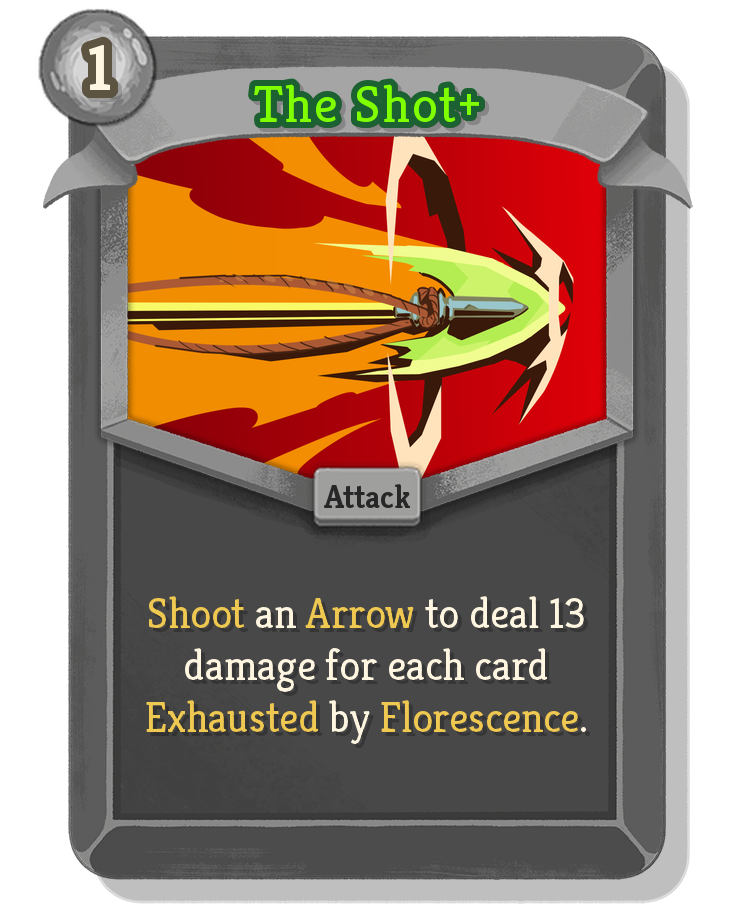 1
The Shot+
Attack
Shoot an Arrow to deal 13
damage for each card
Exhausted by Florescence.